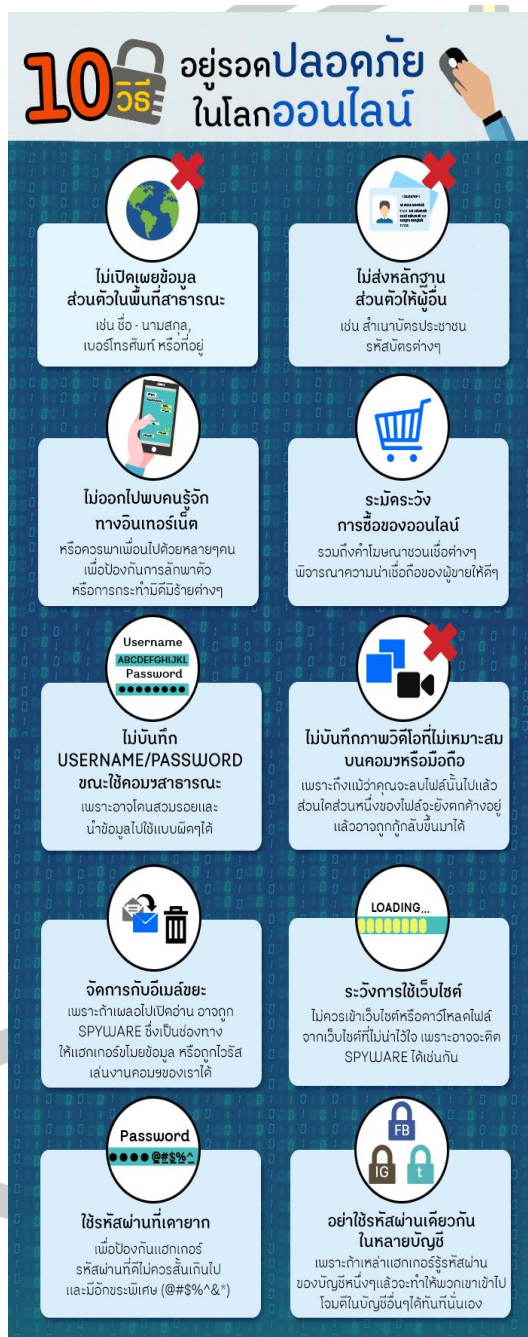 10 วิธี
อยู่รอดปลอดภัย
ในโลกออนไลน์
ไม่เปิดเผยข้อมูล
ส่วนตัวในพื้นที่สาธารณะ
เช่น ชื่อ - นามสกุล,
เบอร์โทรศัพท์ หรือที่อยู่
ไม่ส่งหลักฐาน
ส่วนตัวให้ผู้อื่น
เช่น สำเนาบัตรประชาชน
รหัสบัตรต่างๆ
ไม่ออกไปพบคนรู้จัก
ทางอินเทอร์เน็ต
หรือควรพาเพื่อนไปด้วยหลายๆคน
เพื่อป้องกันการลักพาตัว
หรือการกระทำมิดีมิร้ายต่างๆ
ระมัดระวัง
การซื้อของออนไลน์
รวมถึงคำโฆษณาชวนเชื่อต่างๆ
พิจารณาความน่าเชื่อถือของผู้ขายให้ดีๆ
Username
ABCDEFGHIJKL
Password
ไม่บันทึก
USERNAME/PASSWORD
ขณะใช้คอมฯสาธารณะ
เพราะอาจโดนสวมรอยและ
นำข้อมูลไปใช้แบบผิดๆได้
ไม่บันทึกภาพวิดีโอที่ไม่เหมาะสม
บนคอมฯหรือมือถือ
เพราะถึงแม้ว่าคุณจะลบไฟล์นั้นไปแล้ว
ส่วนใดส่วนหนึ่งของไฟล์จะยังตกค้างอยู่
แล้วอาจถูกกู้กลับขึ้นมาได้
จัดการกับอีเมล์ขยะ
เพราะถ้าเผลอไปเปิดอ่าน อาจถูก
SPYWARE ซึ่งเป็นช่องทาง
ให้แฮกเกอร์ขโมยข้อมูล หรือถูกไวรัส
เล่นงานคอมฯของเราได้
LOADING...
ระวังการใช้เว็บไซต์
ไม่ควรเข้าเว็บไซต์หรือดาวโหลดไฟล์
จากเว็บไซต์ที่ไม่น่าไว้ใจ เพราะอาจจะติด
SPYWARE ได้เช่นกัน
Password
●●●●@#$%^
ใช้รหัสผ่านที่เดายาก
เพื่อป้องกันแฮกเกอร์
รหัสผ่านที่ดีไม่ควรสั้นเกินไป
และมีอักขระพิเศษ (@#$%^&*)
FB
IG
t
อย่าใช้รหัสผ่านเดียวกัน
ในหลายบัญชี
เพราะถ้าเหล่าแฮกเกอร์รู้รหัสผ่าน
ของบัญชีหนึ่งๆแล้วจะทำให้พวกเขาเข้าไป
โจมตีในบัญชีอื่นๆได้ทันทีนั่นเอง